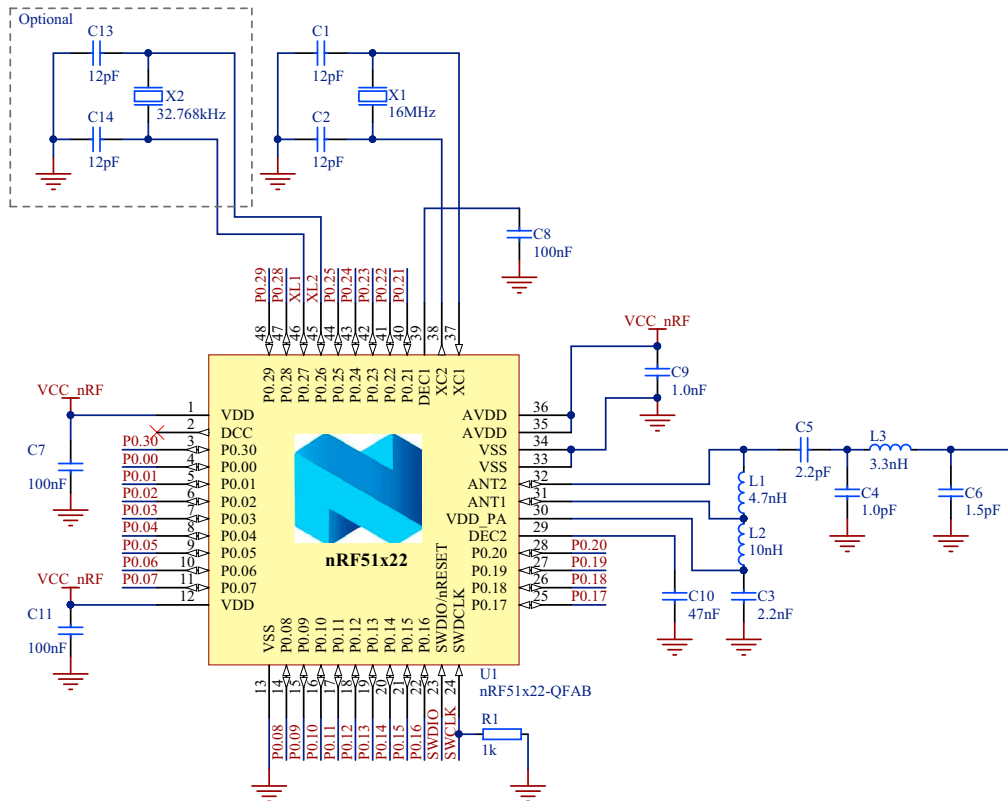 Optional
C13
12pF
X2
32.768kHz
C14
12pF
C1
12pF
X1
16MHz
C2
12pF
C8
100nF
P0.29
P0.28
XL1
XL2
P0.25
P0.24
P0.23
P0.22
P0.21
48
47
46
45
44
43
42
41
40
39
38
37
P0.29
P0.28
P0.27
P0.26
P0.25
P0.24
P0.23
P0.22
P0.21
DEC1
XC2
XC1
VCC_nRF
C9
1.0nF
VCC_nRF
C7
100nF
1 VDD
2 DCC
P0.30 3 P0.30
P0.00 4 P0.00
P0.01 5 P0.01
P0.02 6 P0.02
P0.03 7 P0.03
P0.04 8 P0.04
P0.05 9 P0.05
P0.06 10 P0.06
P0.07 11 P0.07
12 VDD
VCC_nRF
C11
100nF
nRF51x22
AVDD 36
AVDD 35
VSS 34
VSS 33
ANT2 32
ANT1 31
VDD_PA 30
DEC2 29
P0.20 28 P0.20
P0.19 27 P0.19
P0.18 26 P0.18
P0.17 25 P0.17
C5
2.2pF
L3
3.3nH
L1
4.7nH
C4
1.0pF
C6
1.5pF
L2
10nH
C10
47nF
C3
2.2nF
VSS
P0.08
P0.09
P0.10
P0.11
P0.12
P0.13
P0.14
P0.15
P0.16
SWDIO/nRESET
SWDCLK
13
14
15
16
17
18
19
20
21
22
23
24
U1
nRF51x22-QFAB
P0.08
P0.09
P0.10
P0.11
P0.12
P0.13
P0.14
P0.15
P0.16
SWDIO
SWCLK
R1
1k